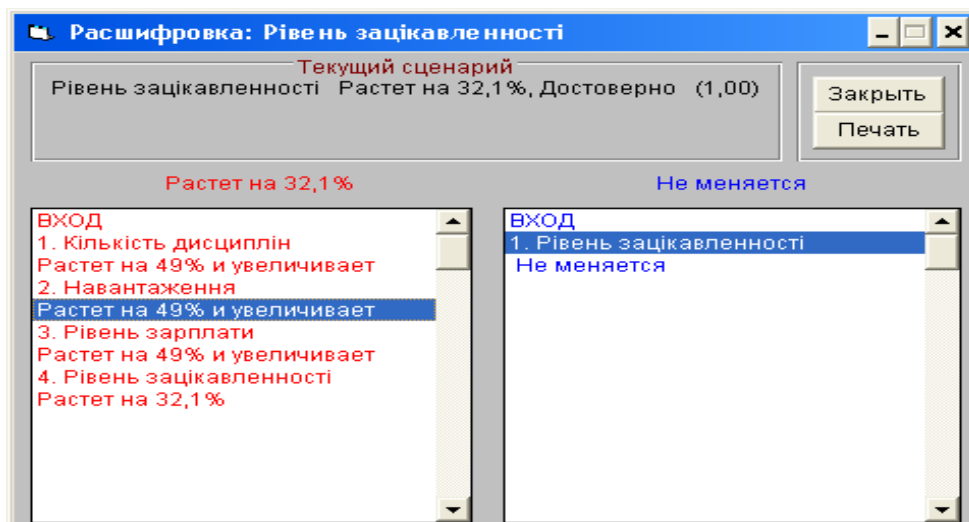 Расшифровка: Рівень зацікавленності
Текущий сценарий
Рівень зацікавленності Растет на 32,1%, Достоверно (1,00)
Закрыть
Печать
Растет на 32,1%
ВХОД
1. Кількість дисциплін
Растет на 49% и увеличивает
2. Навантаження
Растет на 49% и увеличивает
3. Рівень зарплати
Растет на 49% и увеличивает
4. Рівень зацікавленності
Растет на 32,1%
Не меняется
ВХОД
1. Рівень зацікавленності
Не меняется